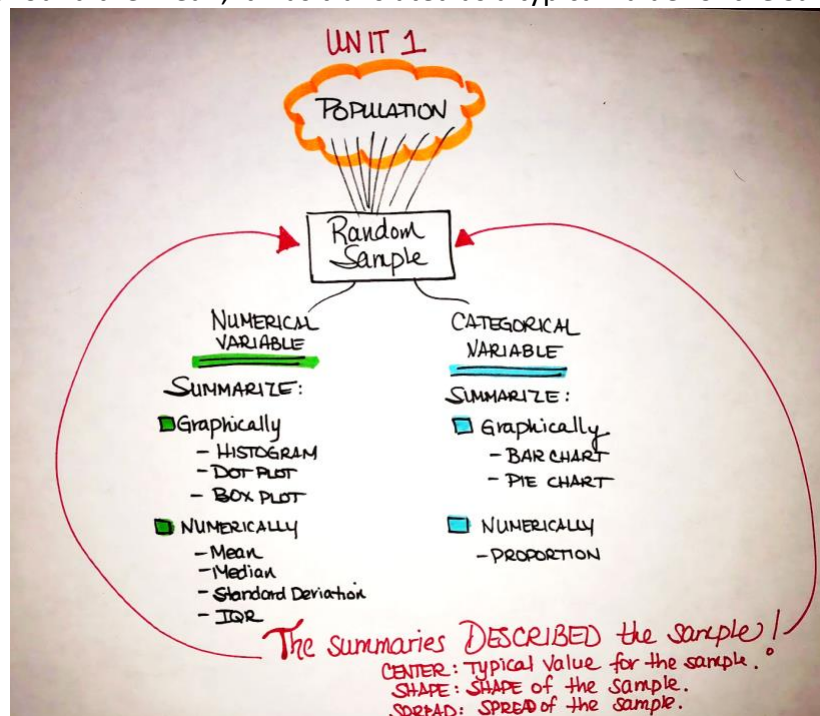 UNIT 1
POPULATION
Random
Sample
NUMERICAL
VARIABLE
SUMMARIZE:
Graphically
- HISTOGRAM
- DOT PLOT
- BOX PLOT
NUMERICALLY
- Mean
- Median
- Standard Deviation
- IQR
CATEGORICAL
VARIABLE
SUMMARIZE:
Graphically
- BAR CHART
- PIE CHART
NUMERICALLY
- PROPORTION
The summaries DESCRIBED the sample!
CENTER: Typical value for the sample.
SHAPE: SHAPE of the sample.
SPREAD: SPREAD of the sample.